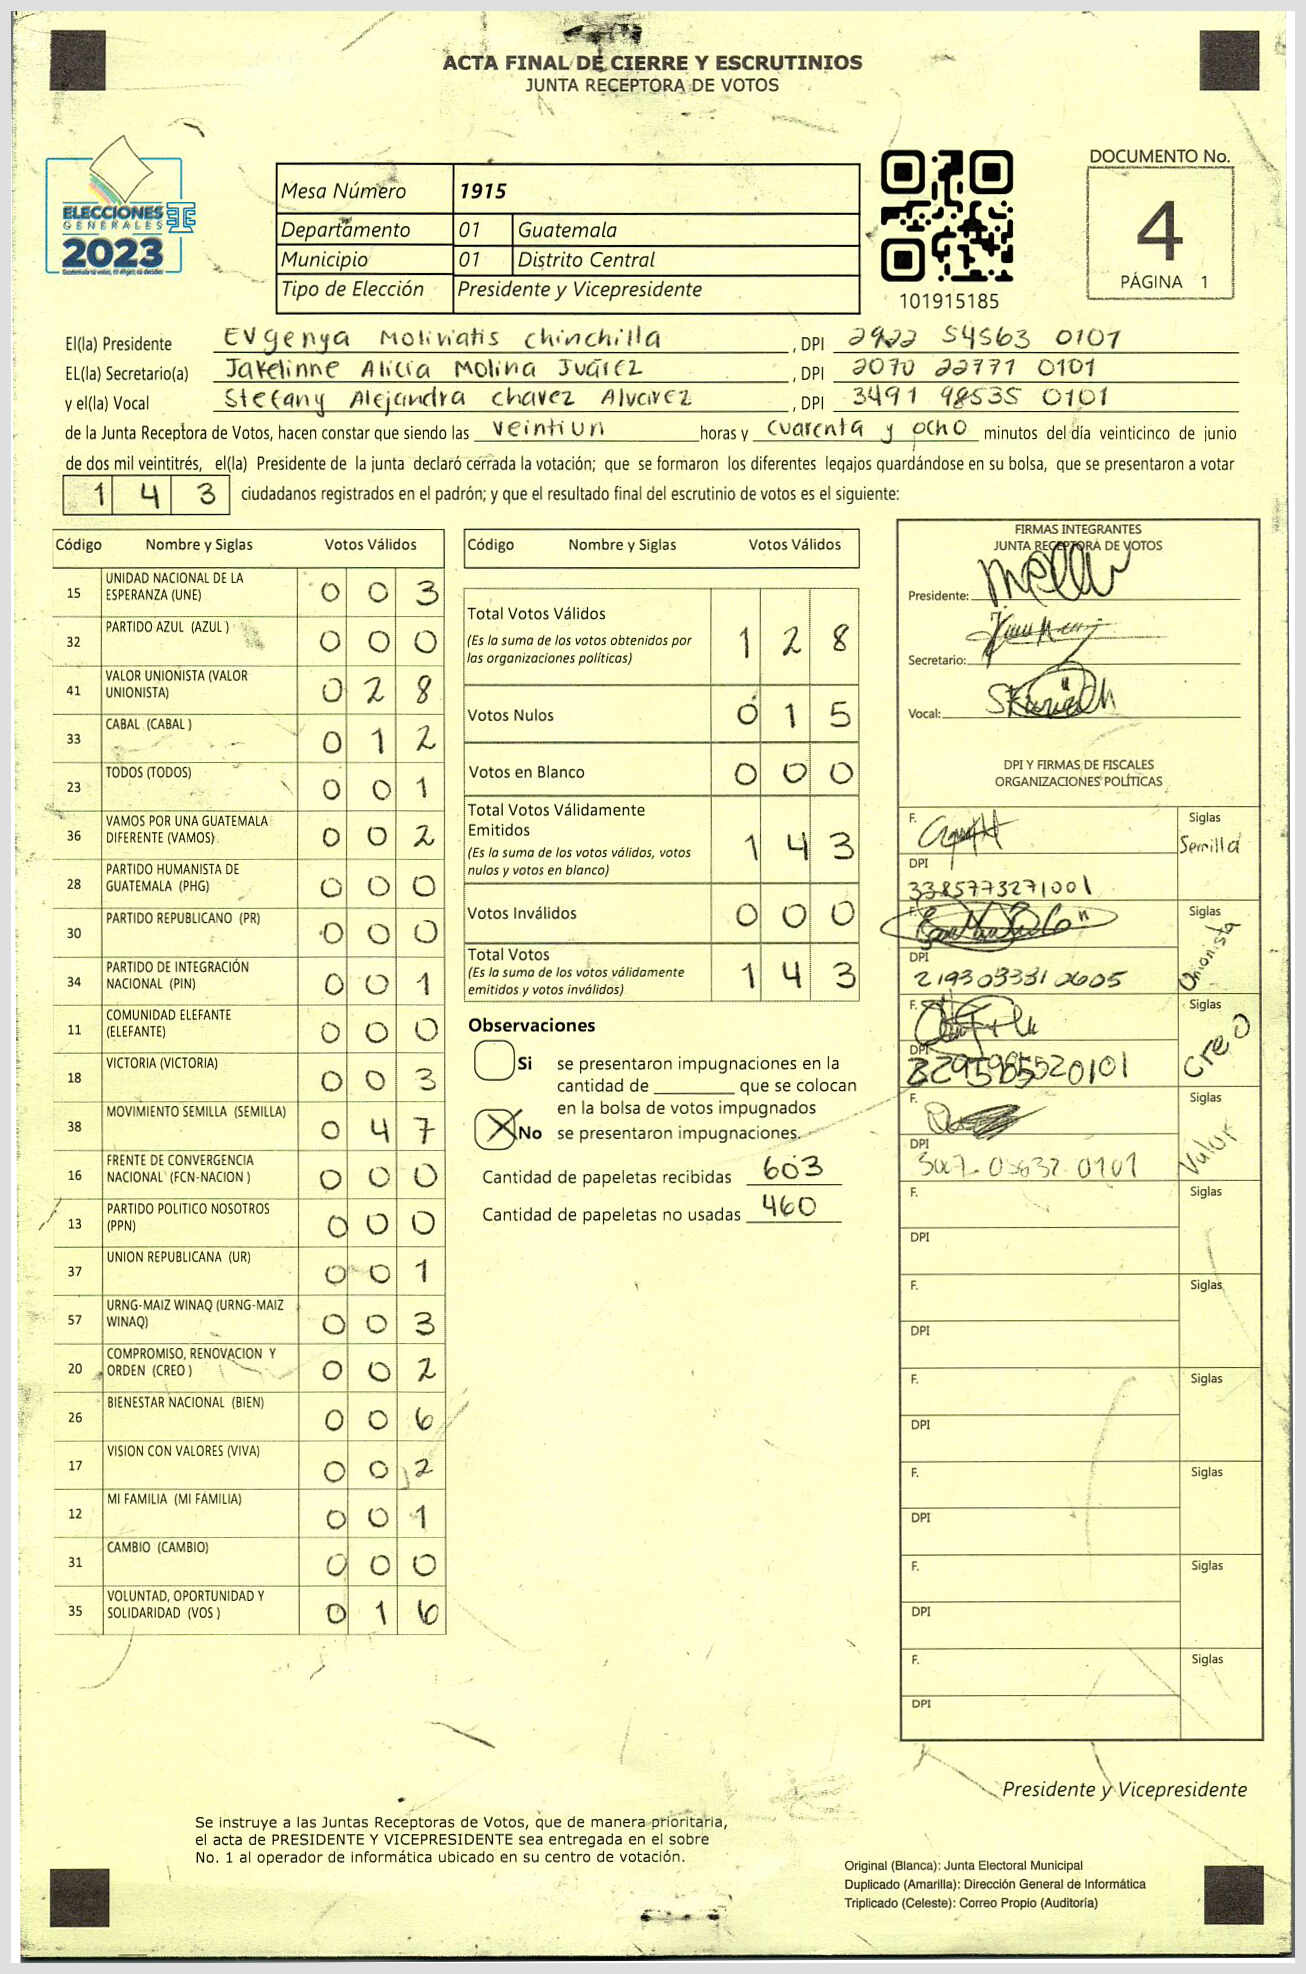 ACTA FINAL DE CIERRE Y ESCRUTINIOS
JUNTA RECEPTORA DE VOTOS
ELECCIONES
GENERALES
2023
Mesa Número 1915
Departamento 01 Guatemala
Municipio 01 Distrito Central
Tipo de Elección Presidente y Vicepresidente
101915185
DOCUMENTO No.
4
PÁGINA 1
El(la) Presidente Evgenya Moliviatis Chinchilla, DPI 2922 54563 0101
EL(la) Secretario(a) Jakelinne Alicia Molina Juárez, DPI 2070 22771 0101
y el(la) Vocal Stefany Alejandra Chavez Alvarez, DPI 3491 98535 0101
de la Junta Receptora de Votos, hacen constar que siendo las veintiun horas y cuarenta y ocho minutos del día veinticinco de junio
de dos mil veintitrés, el(la) Presidente de la junta declaró cerrada la votación; que se formaron los diferentes legajos guardándose en su bolsa, que se presentaron a votar
1 4 3 ciudadanos registrados en el padrón; y que el resultado final del escrutinio de votos es el siguiente:
Código Nombre y Siglas Votos Válidos
15 UNIDAD NACIONAL DE LA ESPERANZA (UNE) 0 0 3
32 PARTIDO AZUL (AZUL ) 0 0 0
41 VALOR UNIONISTA (VALOR UNIONISTA) 0 2 8
33 CABAL (CABAL ) 0 1 2
23 TODOS (TODOS) 0 0 1
36 VAMOS POR UNA GUATEMALA DIFERENTE (VAMOS) 0 0 2
28 PARTIDO HUMANISTA DE GUATEMALA (PHG) 0 0 0
30 PARTIDO REPUBLICANO (PR) 0 0 0
34 PARTIDO DE INTEGRACIÓN NACIONAL (PIN) 0 0 1
11 COMUNIDAD ELEFANTE (ELEFANTE) 0 0 0
18 VICTORIA (VICTORIA) 0 0 3
38 MOVIMIENTO SEMILLA (SEMILLA) 0 4 7
16 FRENTE DE CONVERGENCIA NACIONAL (FCN-NACION ) 0 0 0
13 PARTIDO POLITICO NOSOTROS (PPN) 0 0 0
37 UNION REPUBLICANA (UR) 0 0 1
57 URNG-MAIZ WINAQ (URNG-MAIZ WINAQ) 0 0 3
20 COMPROMISO, RENOVACION Y ORDEN (CREO ) 0 0 2
26 BIENESTAR NACIONAL (BIEN) 0 0 6
17 VISION CON VALORES (VIVA) 0 0 2
12 MI FAMILIA (MI FAMILIA) 0 0 1
31 CAMBIO (CAMBIO) 0 0 0
35 VOLUNTAD, OPORTUNIDAD Y SOLIDARIDAD (VOS ) 0 1 6
Código Nombre y Siglas Votos Válidos
Total Votos Válidos 1 2 8
(Es la suma de los votos obtenidos por
las organizaciones políticas)
Votos Nulos 0 1 5
Votos en Blanco 0 0 0
Total Votos Válidamente
Emitidos 1 4 3
(Es la suma de los votos válidos, votos
nulos y votos en blanco)
Votos Inválidos 0 0 0
Total Votos 1 4 3
(Es la suma de los votos válidamente
emitidos y votos inválidos)
Observaciones
Si se presentaron impugnaciones en la
cantidad de ________ que se colocan
en la bolsa de votos impugnados
No se presentaron impugnaciones.
Cantidad de papeletas recibidas 603
Cantidad de papeletas no usadas 460
FIRMAS INTEGRANTES
JUNTA RECEPTORA DE VOTOS
Presidente:
Secretario:
Vocal:
DPI Y FIRMAS DE FISCALES
ORGANIZACIONES POLÍTICAS
F. Siglas
Semilla
DPI
3385773271001
F. Siglas
Unionista
DPI
219303331 0605
F. Siglas
Creo
DPI
F. Siglas
Valor
DPI
F. Siglas
DPI
F. Siglas
DPI
F. Siglas
DPI
F. Siglas
DPI
F. Siglas
DPI
F. Siglas
DPI
Presidente y Vicepresidente
Se instruye a las Juntas Receptoras de Votos, que de manera prioritaria,
el acta de PRESIDENTE Y VICEPRESIDENTE sea entregada en el sobre
No. 1 al operador de informática ubicado en su centro de votación.
Original (Blanca): Junta Electoral Municipal
Duplicado (Amarilla): Dirección General de Informática
Triplicado (Celeste): Correo Propio (Auditoría)